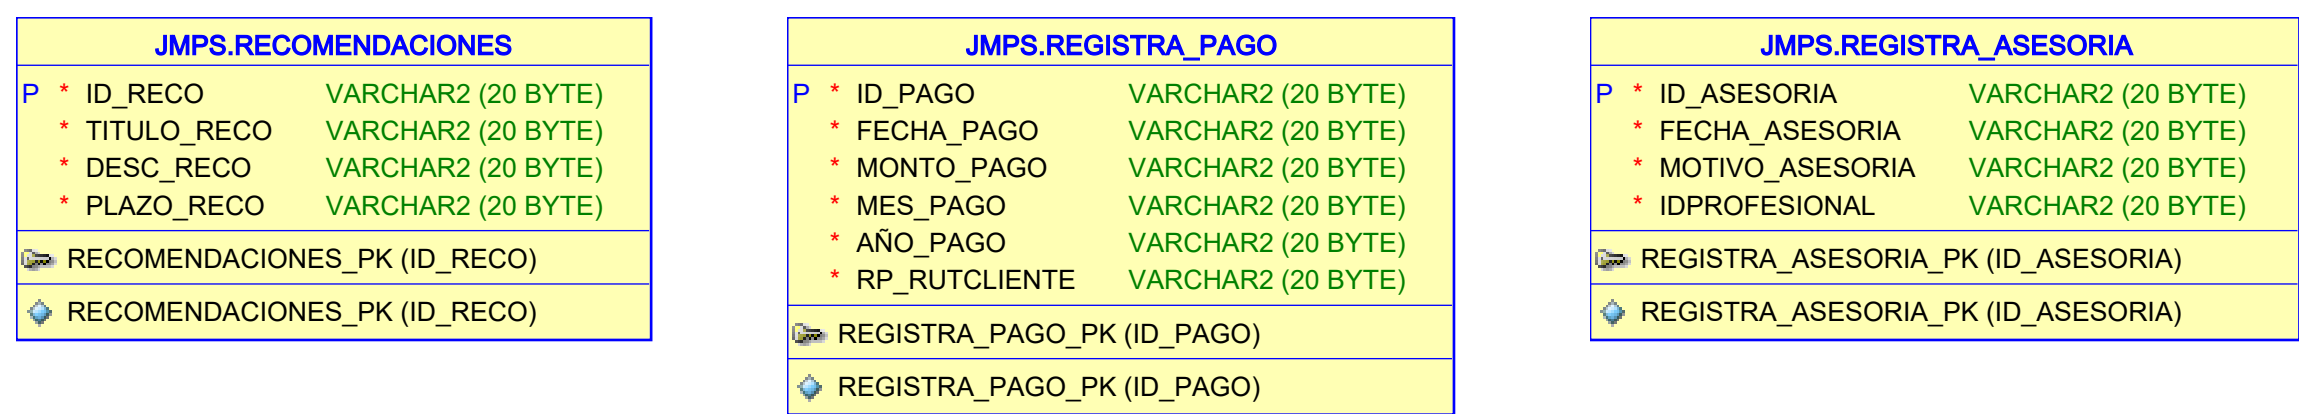 JMPS.RECOMENDACIONES
P * ID_RECO VARCHAR2 (20 BYTE)
* TITULO_RECO VARCHAR2 (20 BYTE)
* DESC_RECO VARCHAR2 (20 BYTE)
* PLAZO_RECO VARCHAR2 (20 BYTE)
RECOMENDACIONES_PK (ID_RECO)
RECOMENDACIONES_PK (ID_RECO)
JMPS.REGISTRA_PAGO
P * ID_PAGO VARCHAR2 (20 BYTE)
* FECHA_PAGO VARCHAR2 (20 BYTE)
* MONTO_PAGO VARCHAR2 (20 BYTE)
* MES_PAGO VARCHAR2 (20 BYTE)
* AÑO_PAGO VARCHAR2 (20 BYTE)
* RP_RUTCLIENTE VARCHAR2 (20 BYTE)
REGISTRA_PAGO_PK (ID_PAGO)
REGISTRA_PAGO_PK (ID_PAGO)
JMPS.REGISTRA_ASESORIA
P * ID_ASESORIA VARCHAR2 (20 BYTE)
* FECHA_ASESORIA VARCHAR2 (20 BYTE)
* MOTIVO_ASESORIA VARCHAR2 (20 BYTE)
* IDPROFESIONAL VARCHAR2 (20 BYTE)
REGISTRA_ASESORIA_PK (ID_ASESORIA)
REGISTRA_ASESORIA_PK (ID_ASESORIA)